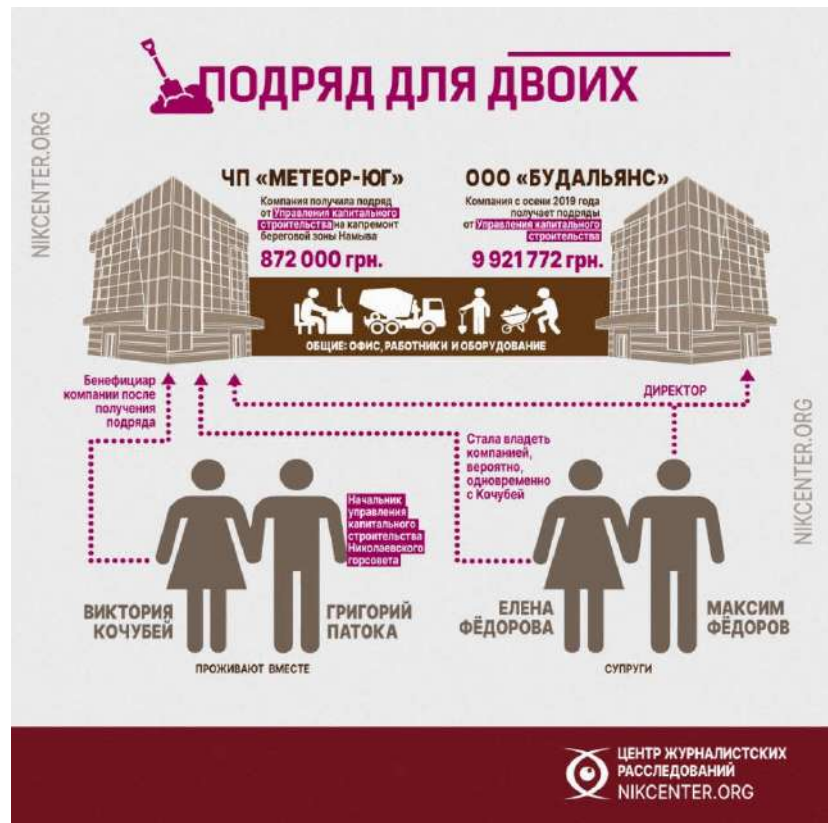 ПОДРЯД ДЛЯ ДВОИХ
NIKCENTER.ORG
ЧП «МЕТЕОР-ЮГ»
Компания получила подряд
от Управления капитального
строительства на капремонт
береговой зоны Намыва
872 000 грн.
ООО «БУДАЛЬЯНС»
Компания с осени 2019 года
получает подряды
от Управления капитального
строительства
9 921 772 грн.
ОБЩИЕ: ОФИС, РАБОТНИКИ И ОБОРУДОВАНИЕ
Бенефициар
компании после
получения
подряда
ДИРЕКТОР
Стала владеть
компанией,
вероятно,
одновременно
с Кочубей
NIKCENTER.ORG
Начальник
управления
капитального
строительства
Николаевского
горсовета
ВИКТОРИЯ
КОЧУБЕЙ
ГРИГОРИЙ
ПАТОКА
ПРОЖИВАЮТ ВМЕСТЕ
ЕЛЕНА
ФЁДОРОВА
МАКСИМ
ФЁДОРОВ
СУПРУГИ
ЦЕНТР ЖУРНАЛИСТСКИХ
РАССЛЕДОВАНИЙ
NIKCENTER.ORG